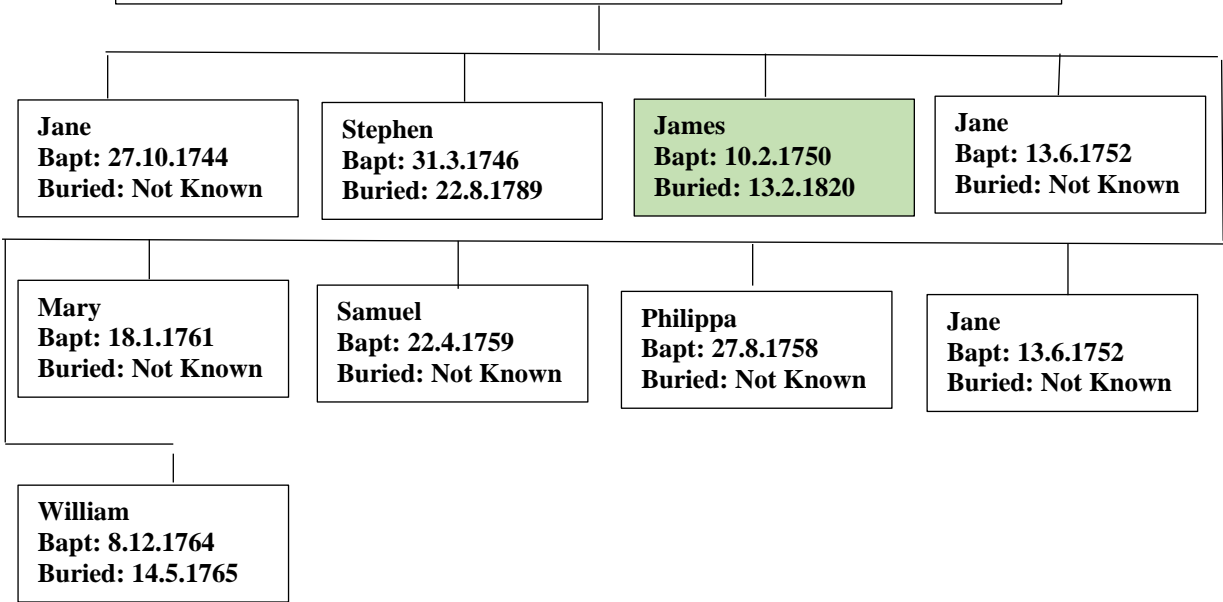 Jane
Bapt: 27.10.1744
Buried: Not Known
Stephen
Bapt: 31.3.1746
Buried: 22.8.1789
James
Bapt: 10.2.1750
Buried: 13.2.1820
Jane
Bapt: 13.6.1752
Buried: Not Known
Mary
Bapt: 18.1.1761
Buried: Not Known
Samuel
Bapt: 22.4.1759
Buried: Not Known
Philippa
Bapt: 27.8.1758
Buried: Not Known
Jane
Bapt: 13.6.1752
Buried: Not Known
William
Bapt: 8.12.1764
Buried: 14.5.1765